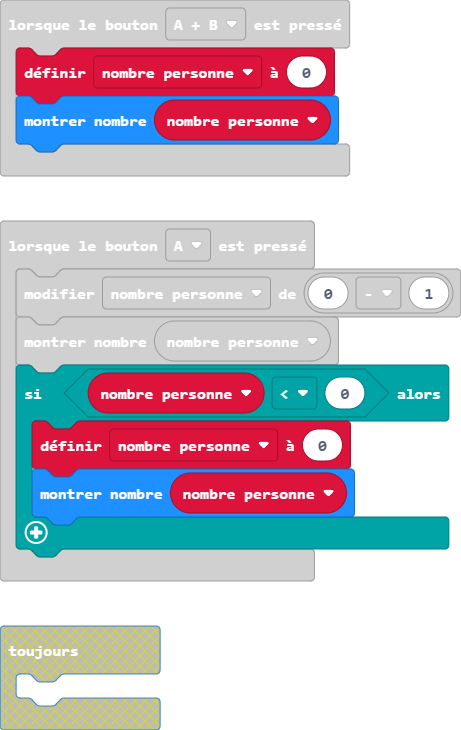 lorsque le bouton A + B est pressé
définir nombre personne à 0
montrer nombre nombre personne
lorsque le bouton A est pressé
modifier nombre personne de 0 - 1
montrer nombre nombre personne
si nombre personne < 0 alors
définir nombre personne à 0
montrer nombre nombre personne
toujours